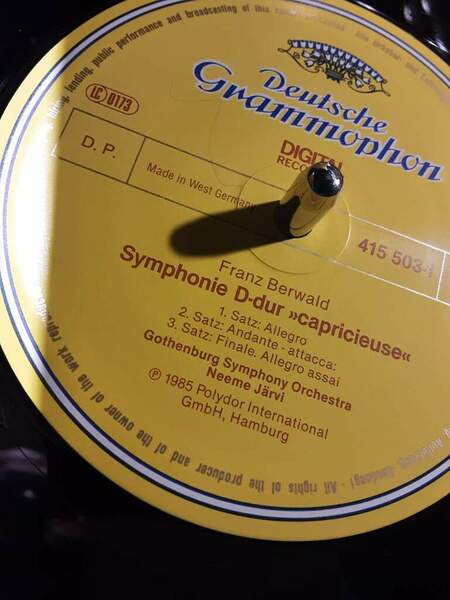 lending, public performance and broadcasting of this
Deutsche
Grammophon
LC 0173
DIGITAL
D. P.
Made in West Germany
415 503-1
Franz Berwald
Symphonie D-dur »capricieuse«
1. Satz: Allegro
2. Satz: Andante - attacca:
3. Satz: Finale. Allegro assai
Gothenburg Symphony Orchestra
Neeme Järvi
℗ 1985 Polydor International
GmbH, Hamburg
All rights of the producer and of the owner of the work